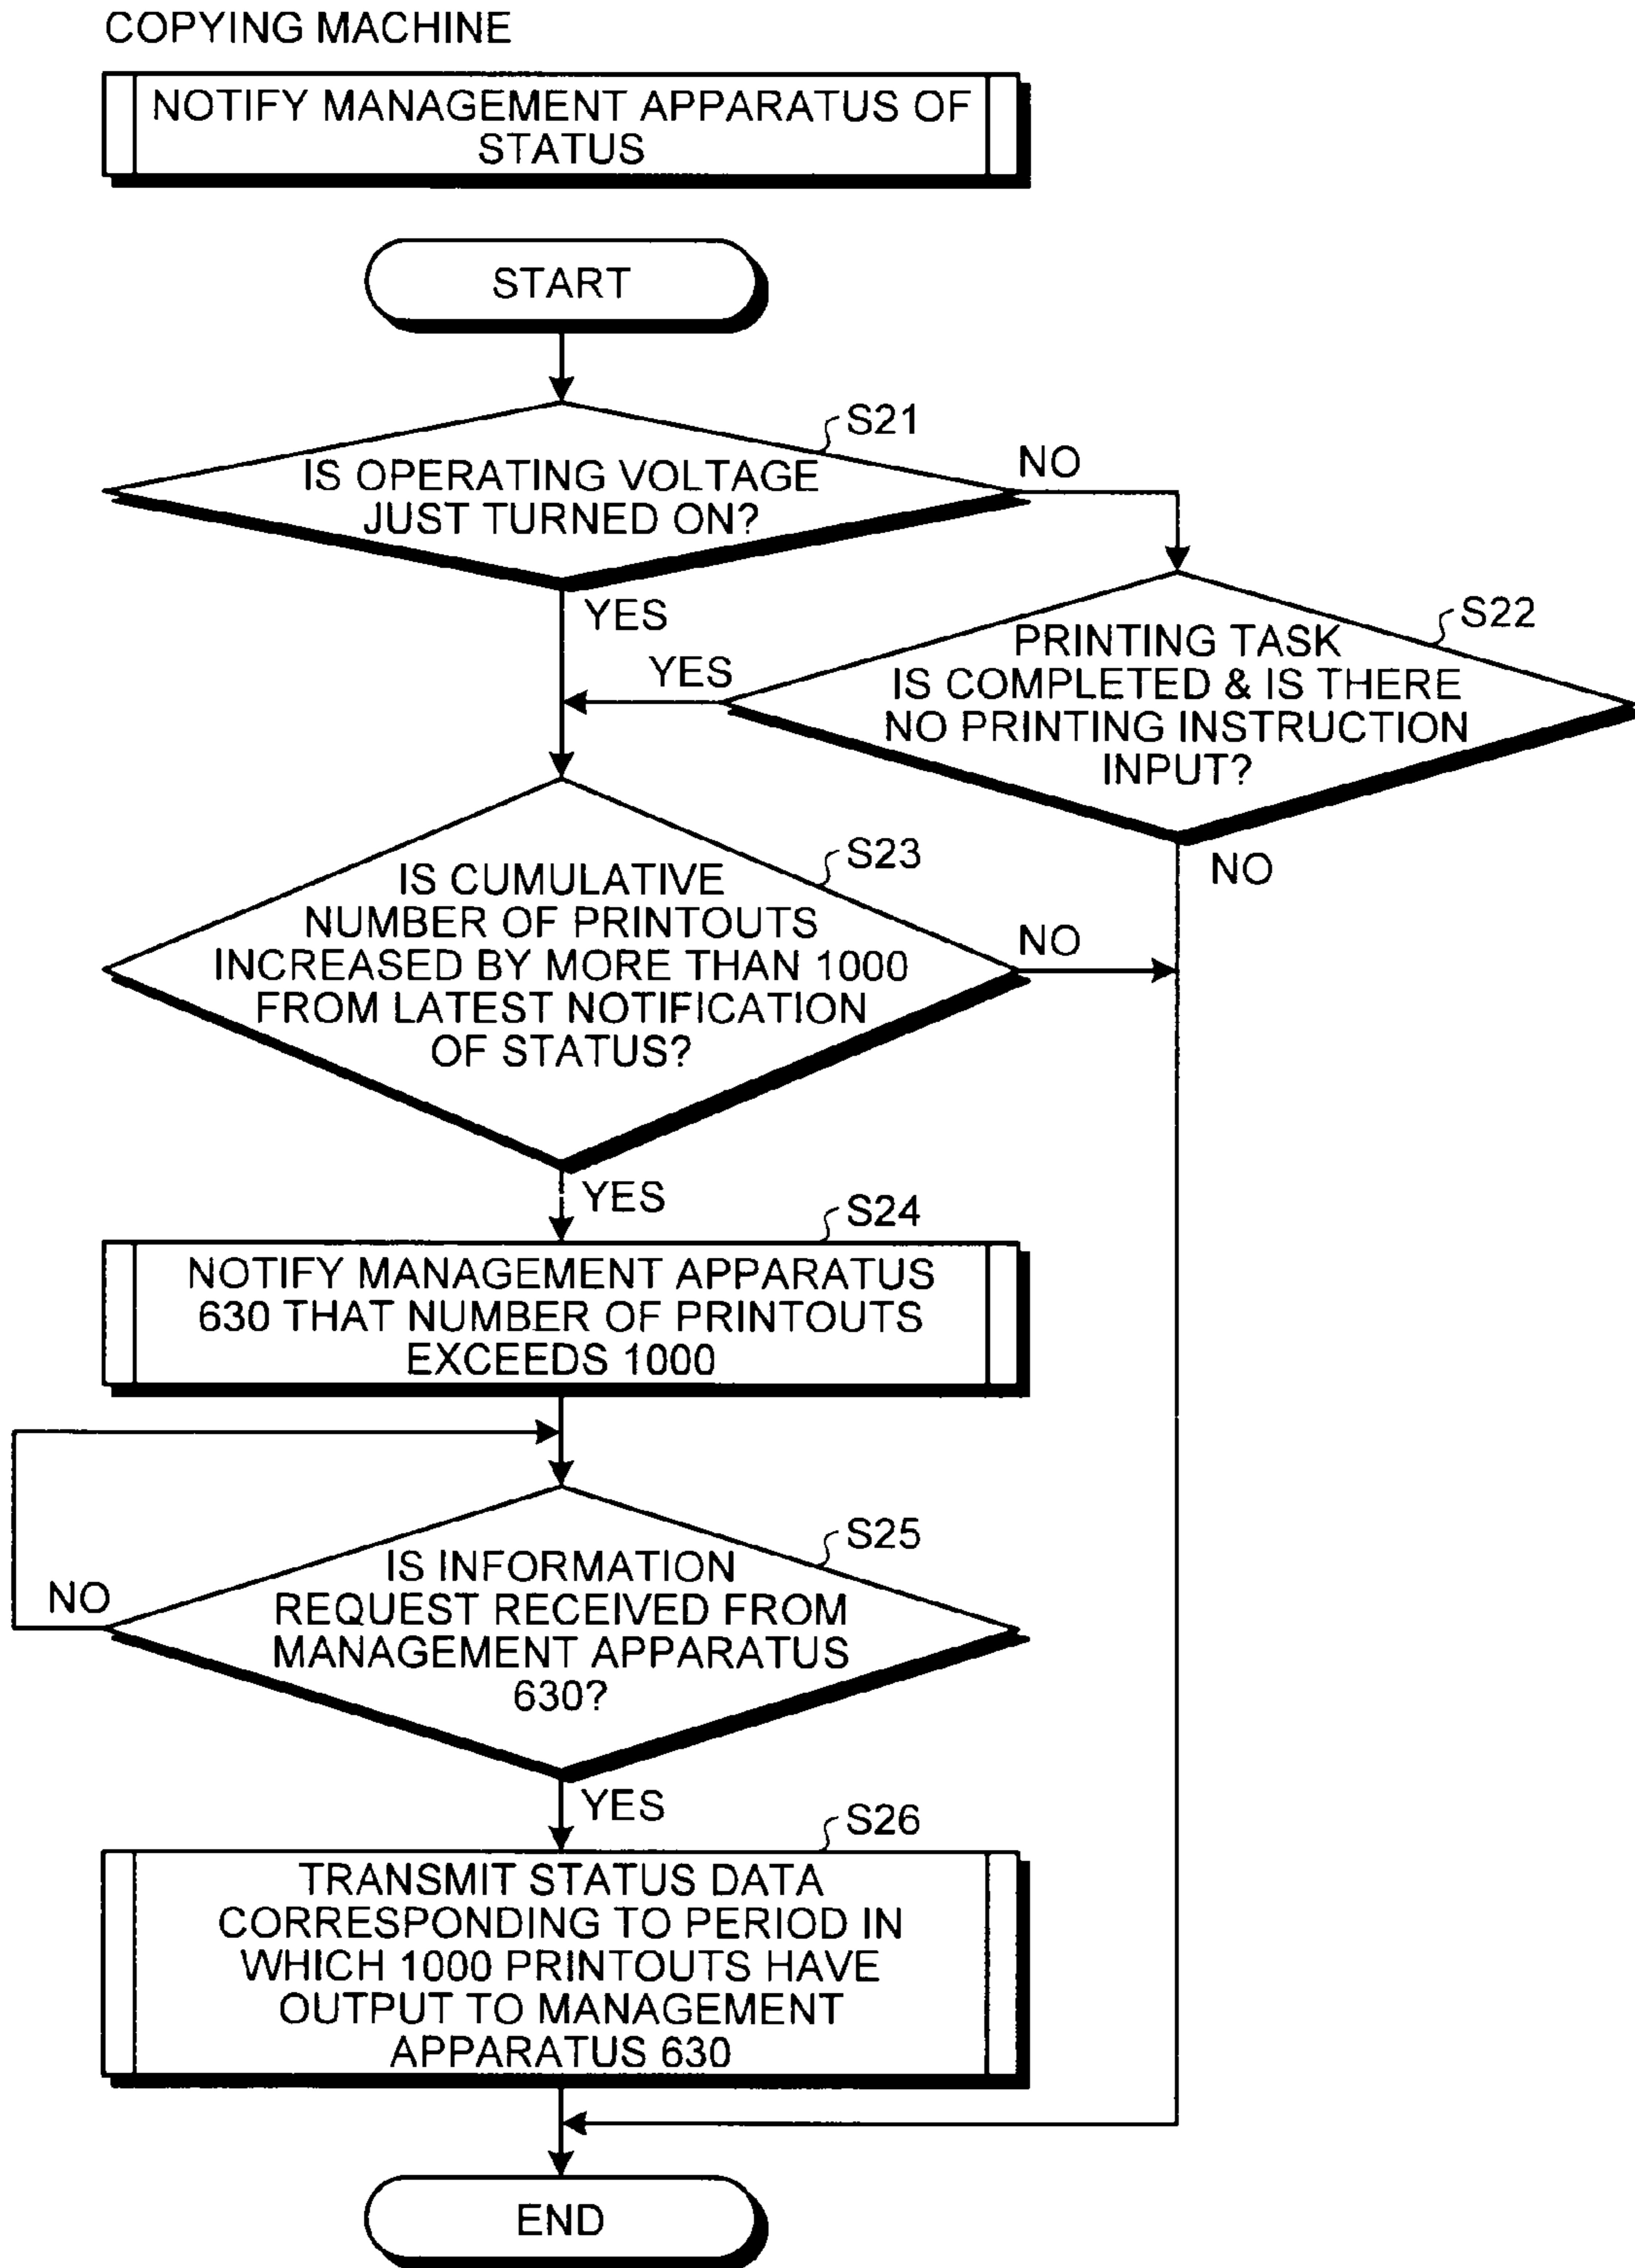 COPYING MACHINE
NOTIFY MANAGEMENT APPARATUS OF
STATUS
START
S21
IS OPERATING VOLTAGE
JUST TURNED ON?
NO
YES
S22
PRINTING TASK
IS COMPLETED & IS THERE
NO PRINTING INSTRUCTION
INPUT?
YES
NO
S23
IS CUMULATIVE
NUMBER OF PRINTOUTS
INCREASED BY MORE THAN 1000
FROM LATEST NOTIFICATION
OF STATUS?
NO
YES
S24
NOTIFY MANAGEMENT APPARATUS
630 THAT NUMBER OF PRINTOUTS
EXCEEDS 1000
S25
IS INFORMATION
REQUEST RECEIVED FROM
MANAGEMENT APPARATUS
630?
NO
YES
S26
TRANSMIT STATUS DATA
CORRESPONDING TO PERIOD IN
WHICH 1000 PRINTOUTS HAVE
OUTPUT TO MANAGEMENT
APPARATUS 630
END